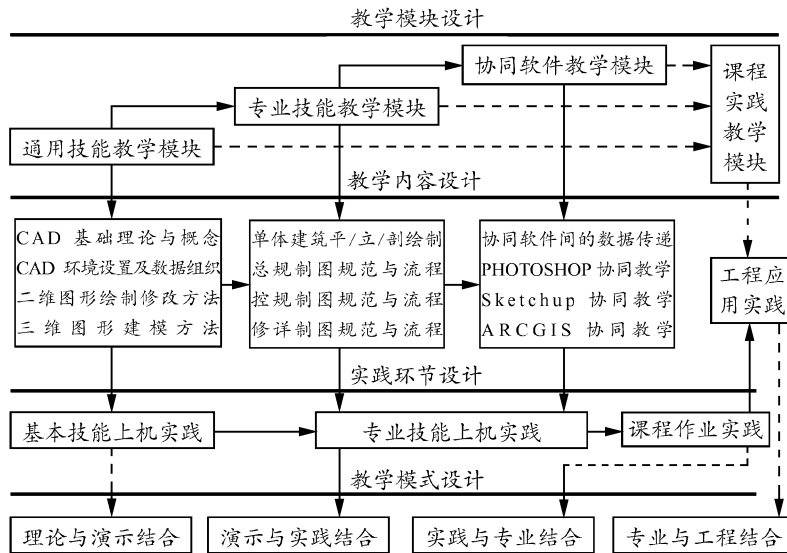 教学模块设计
协同软件教学模块
课程
实践
教学
模块
专业技能教学模块
通用技能教学模块
教学内容设计
CAD 基础理论与概念
CAD 环境设置及数据组织
二维图形绘制修改方法
三维图形建模方法
单体建筑平/立/剖绘制
总规制图规范与流程
控规制图规范与流程
修详制图规范与流程
协同软件间的数据传递
PHOTOSHOP 协同教学
Sketchup 协同教学
ARCGIS 协同教学
工程应
用实践
实践环节设计
基本技能上机实践
专业技能上机实践
课程作业实践
教学模式设计
理论与演示结合
演示与实践结合
实践与专业结合
专业与工程结合